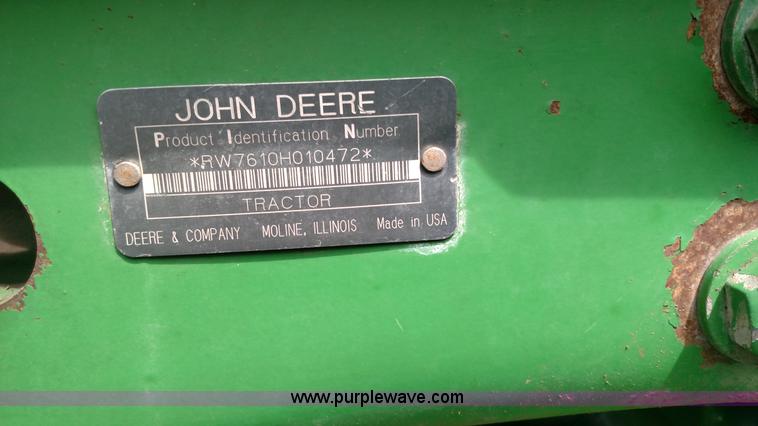 JOHN DEERE
Product Identification Number
*RW7610H010472*
TRACTOR
DEERE & COMPANY MOLINE, ILLINOIS Made in USA
www.purplewave.com